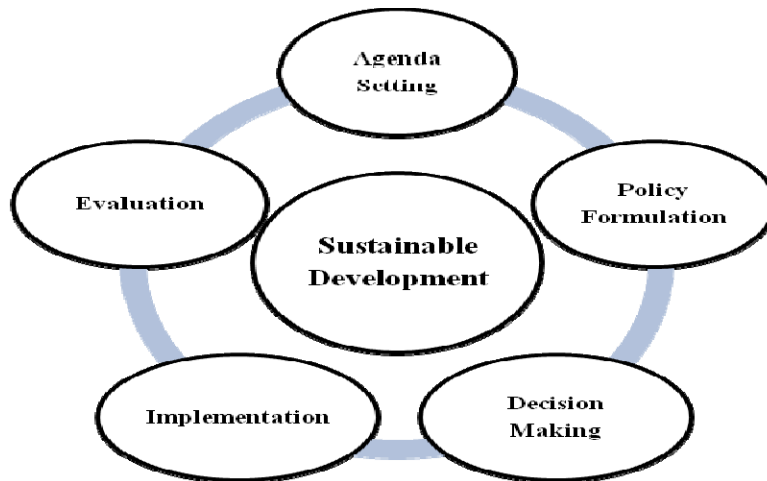 Agenda
Setting
Evaluation
Policy
Formulation
Sustainable
Development
Implementation
Decision
Making